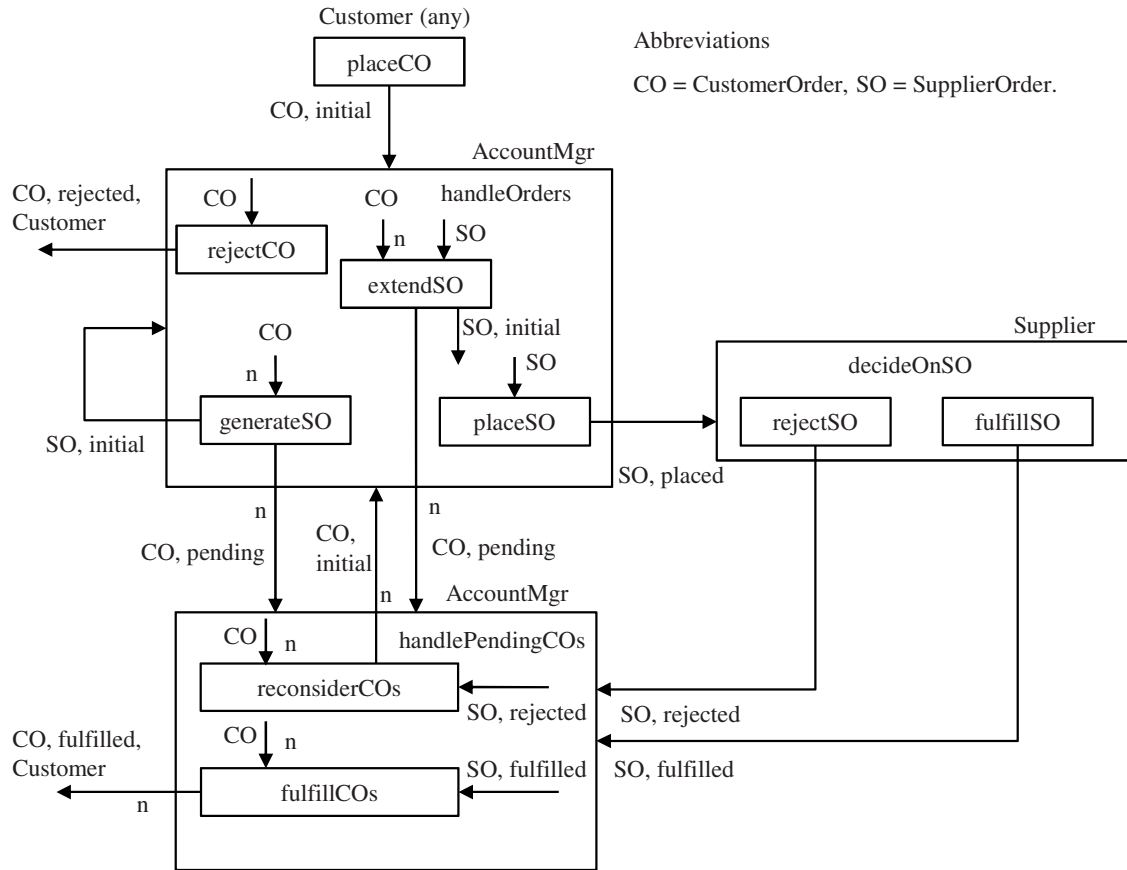 Customer (any)
placeCO
Abbreviations
CO = CustomerOrder, SO = SupplierOrder.
CO, initial
AccountMgr
CO, rejected,
Customer
CO
rejectCO
CO
n
handleOrders
SO
extendSO
SO, initial
CO
n
generateSO
SO, initial
SO
placeSO
SO, placed
Supplier
decideOnSO
rejectSO
fulfillSO
n
CO, pending
CO,
initial
n
n
CO, pending
AccountMgr
handlePendingCOs
CO
n
reconsiderCOs
SO, rejected
SO, rejected
CO
n
fulfillCOs
SO, fulfilled
SO, fulfilled
CO, fulfilled,
Customer
n